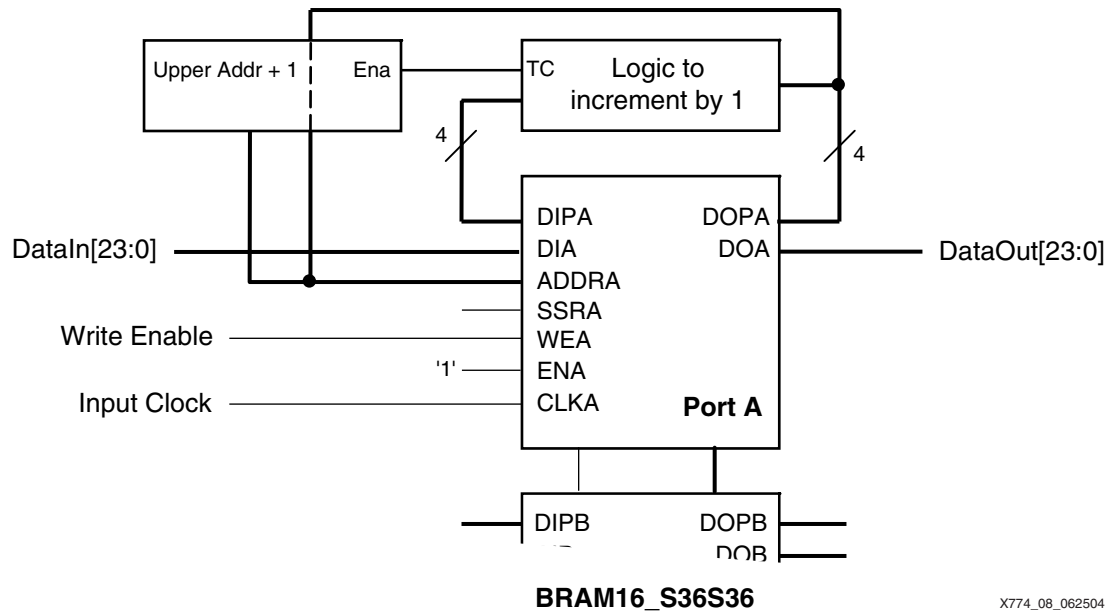 Upper Addr + 1 Ena
TC Logic to
increment by 1
4
4
DIPA DOPA
DataIn[23:0] DIA DOA DataOut[23:0]
ADDRA
SSRA
Write Enable WEA
'1' ENA
Input Clock CLKA Port A
DIPB DOPB
DOB
BRAM16_S36S36
X774_08_062504